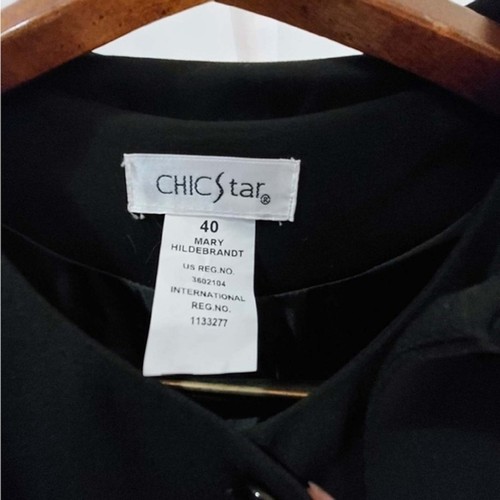 CHICStar®
40
MARY
HILDEBRANDT
US REG.NO.
3602104
INTERNATIONAL
REG.NO.
1133277